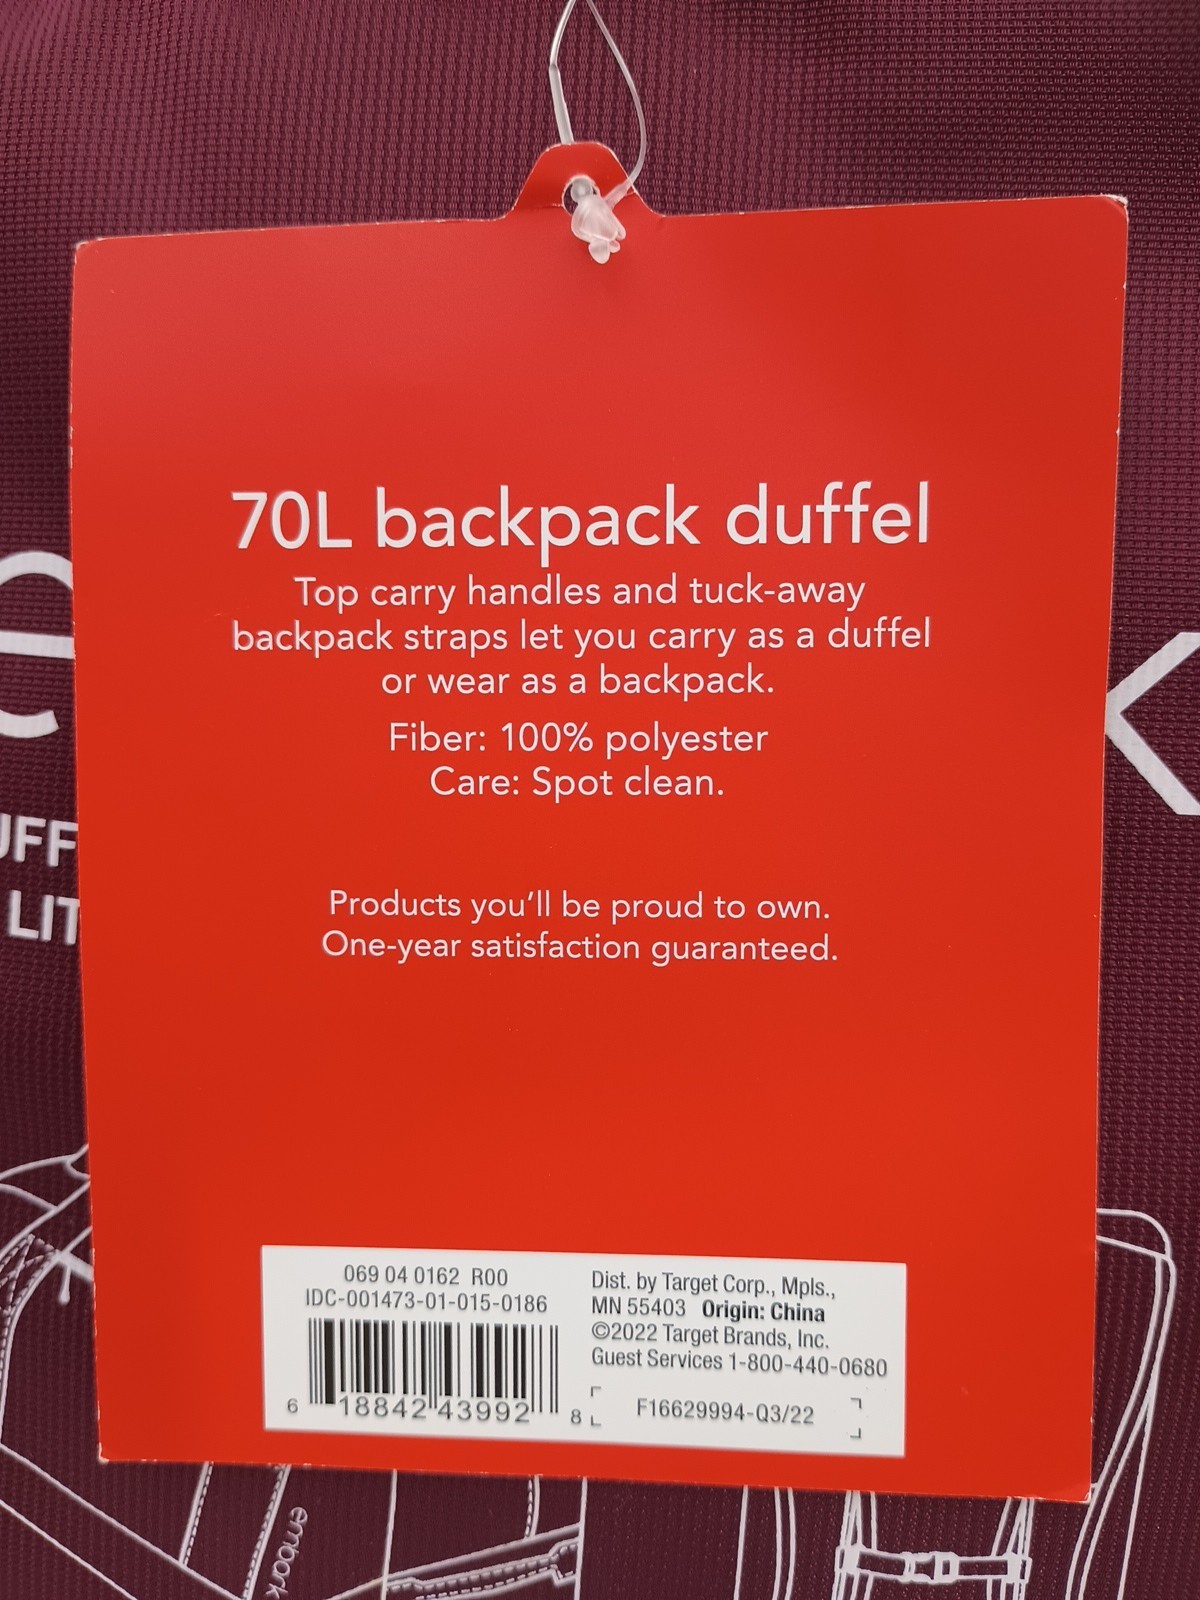 70L backpack duffel
Top carry handles and tuck-away
backpack straps let you carry as a duffel
or wear as a backpack.
Fiber: 100% polyester
Care: Spot clean.
Products you'll be proud to own.
One-year satisfaction guaranteed.
069 04 0162 R00
IDC-001473-01-015-0186
6 18842 43992 8
Dist. by Target Corp., Mpls.,
MN 55403 Origin: China
©2022 Target Brands, Inc.
Guest Services 1-800-440-0680
F16629994-Q3/22
e
k
UFF
LIT
embark